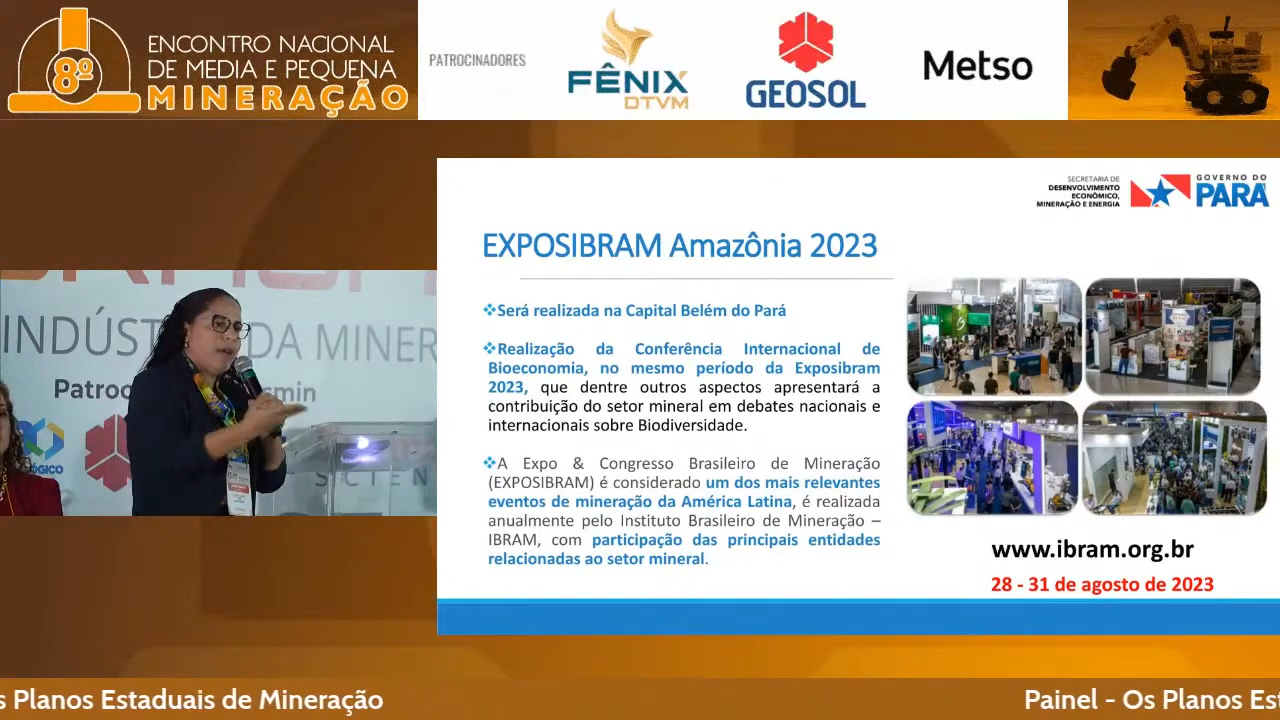 8º
ENCONTRO NACIONAL
DE MEDIA E PEQUENA
MINERAÇÃO
PATROCINADORES
FÊNIX
DTVM
GEOSOL
Metso
SECRETARIA DE
DESENVOLVIMENTO
ECONÔMICO,
MINERAÇÃO E ENERGIA
GOVERNO DO
PARÁ
EXPOSIBRAM Amazônia 2023
❖Será realizada na Capital Belém do Pará
❖Realização da Conferência Internacional de
Bioeconomia, no mesmo período da Exposibram
2023, que dentre outros aspectos apresentará a
contribuição do setor mineral em debates nacionais e
internacionais sobre Biodiversidade.
❖A Expo & Congresso Brasileiro de Mineração
(EXPOSIBRAM) é considerado um dos mais relevantes
eventos de mineração da América Latina, é realizada
anualmente pelo Instituto Brasileiro de Mineração –
IBRAM, com participação das principais entidades
relacionadas ao setor mineral.
www.ibram.org.br
28 - 31 de agosto de 2023
INDÚST DA MINER
Patroc smin
s Planos Estaduais de Mineração
Painel - Os Planos Est